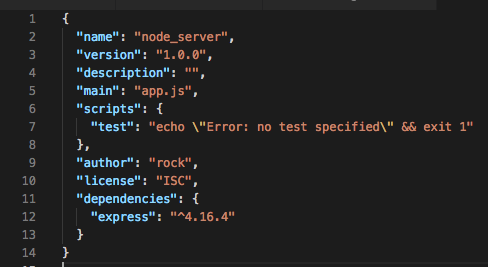 1 {
2 "name": "node_server",
3 "version": "1.0.0",
4 "description": "",
5 "main": "app.js",
6 "scripts": {
7 "test": "echo \"Error: no test specified\" && exit 1"
8 },
9 "author": "rock",
10 "license": "ISC",
11 "dependencies": {
12 "express": "^4.16.4"
13 }
14 }